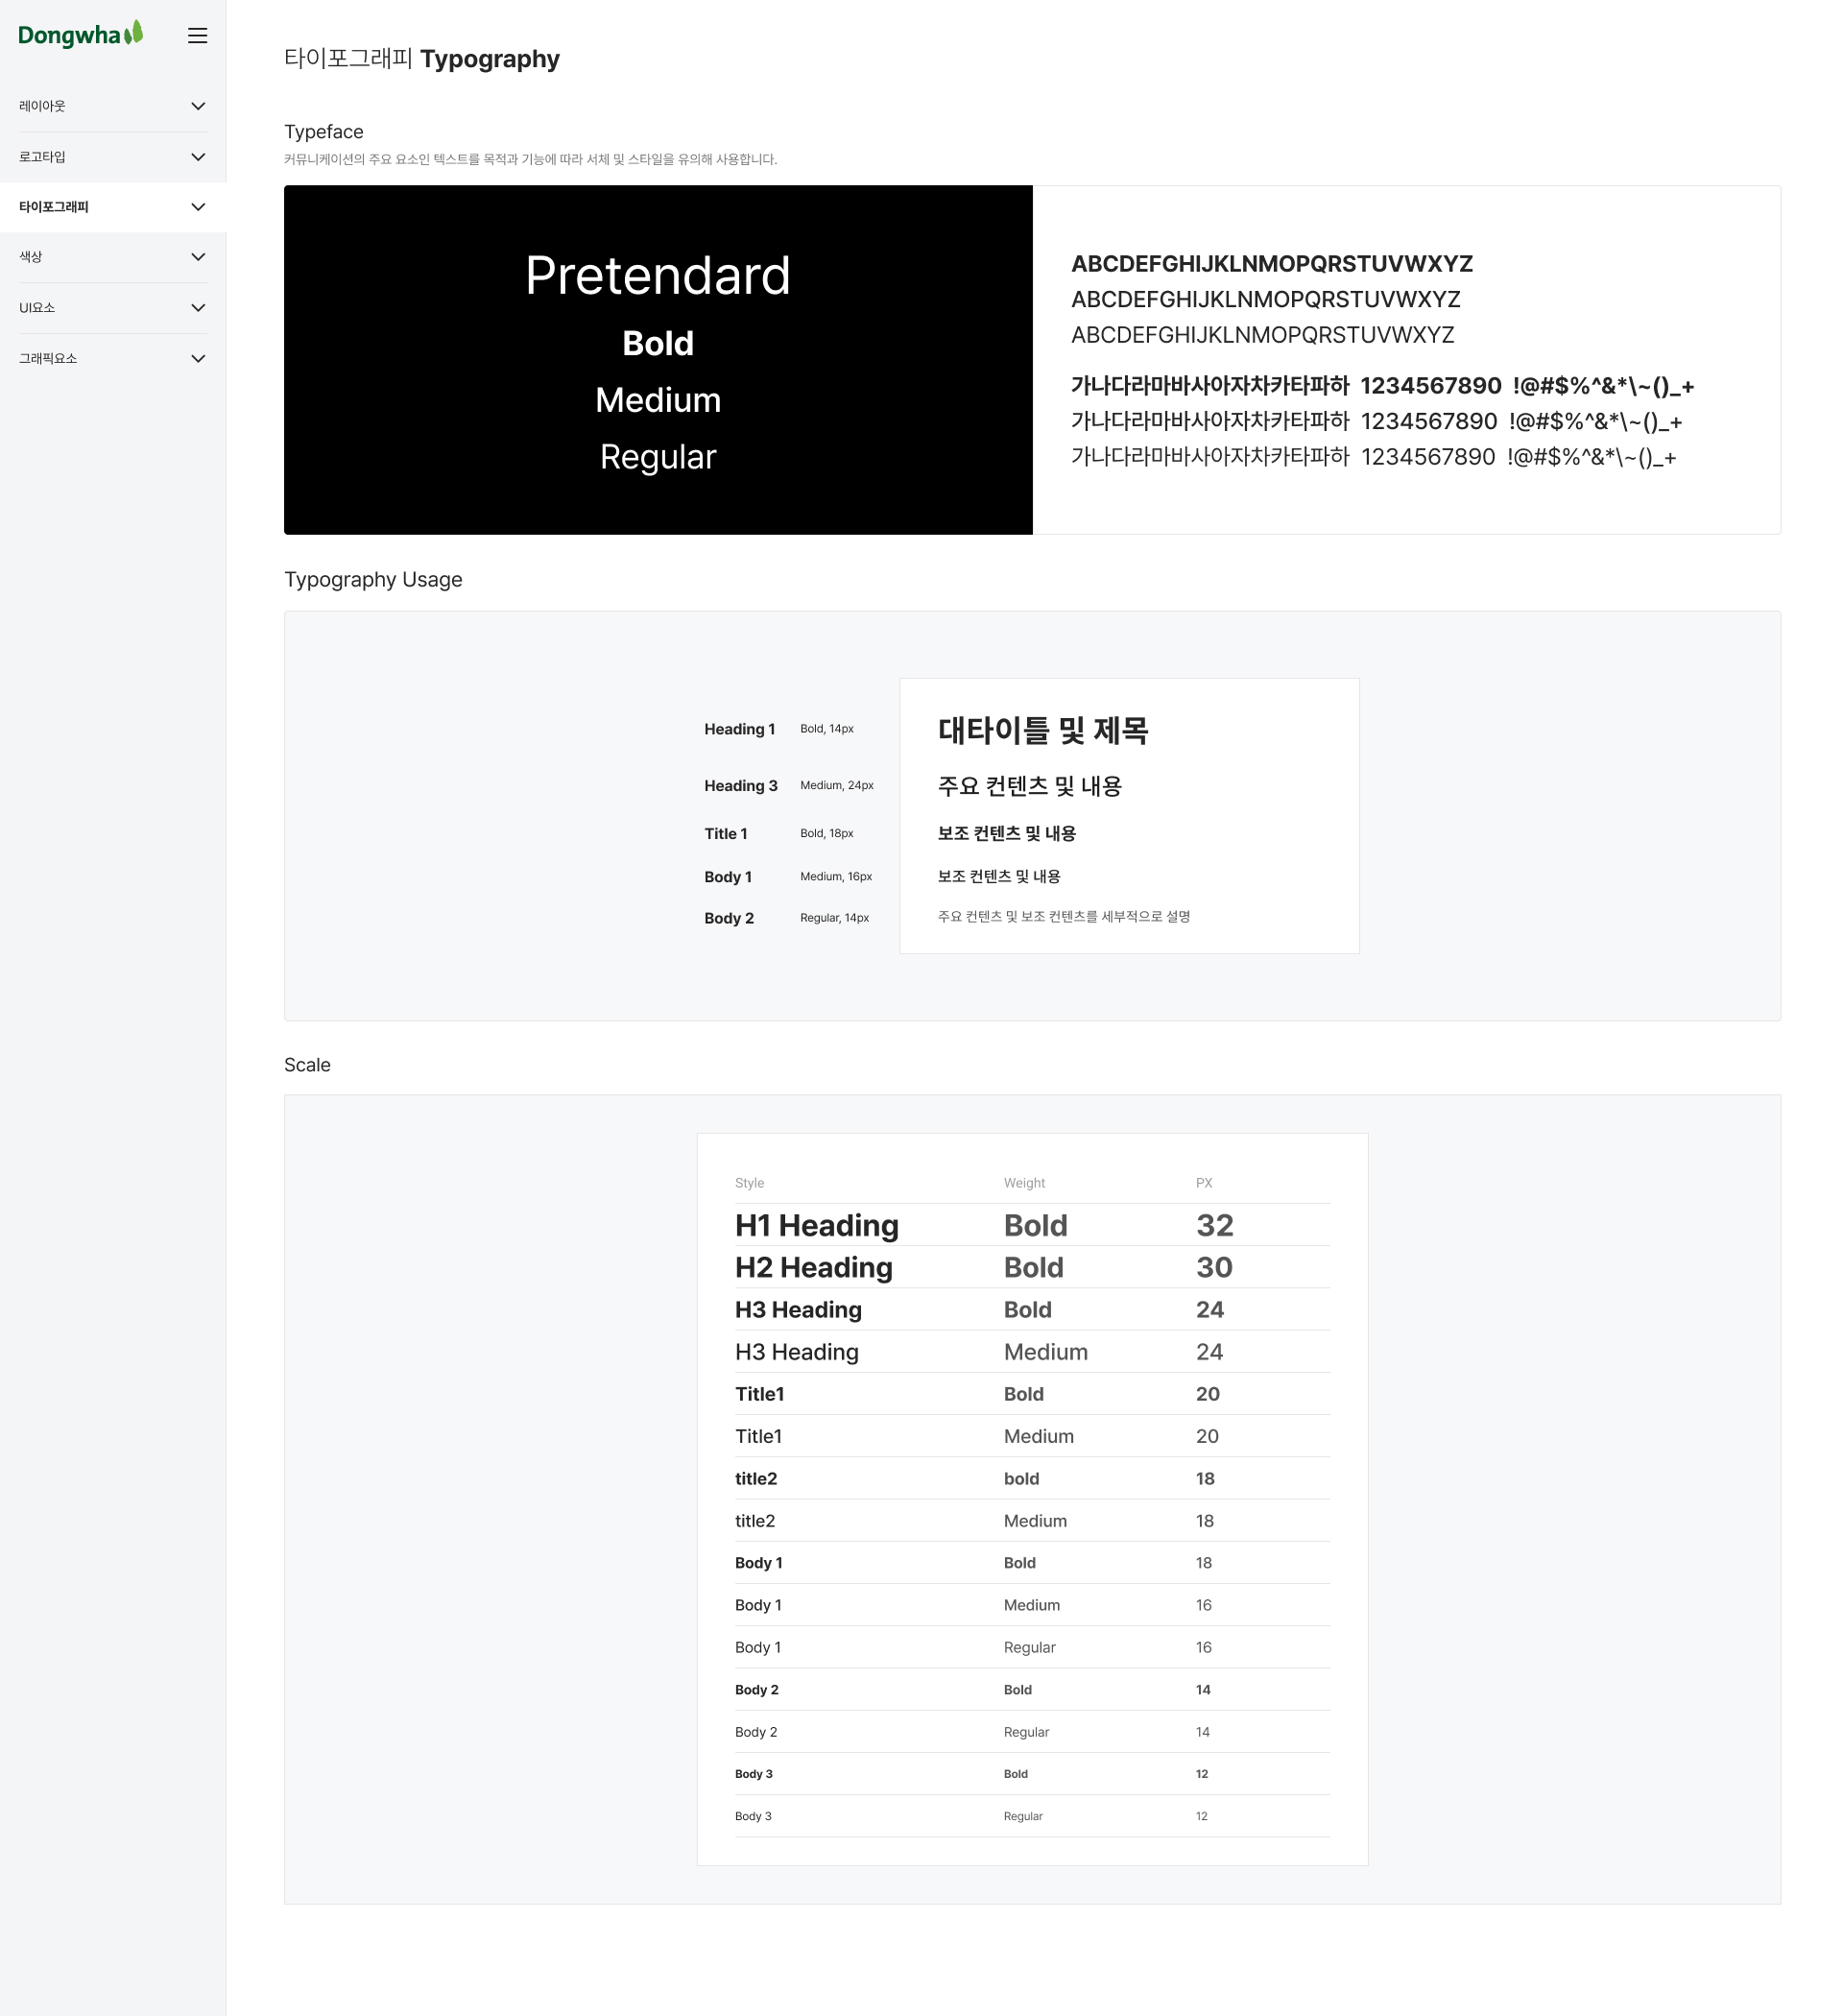 Dongwha
레이아웃
로고타입
타이포그래피
색상
UI요소
그래픽요소
타이포그래피 Typography
Typeface
커뮤니케이션의 주요 요소인 텍스트를 목적과 기능에 따라 서체 및 스타일을 유의해 사용합니다.
Pretendard
Bold
Medium
Regular
ABCDEFGHIJKLNMOPQRSTUVWXYZ
ABCDEFGHIJKLNMOPQRSTUVWXYZ
ABCDEFGHIJKLNMOPQRSTUVWXYZ
가나다라마바사아자차카타파하 1234567890 !@#$%^&*\~()_+
가나다라마바사아자차카타파하 1234567890 !@#$%^&*\~()_+
가나다라마바사아자차카타파하 1234567890 !@#$%^&*\~()_+
Typography Usage
Heading 1 Bold, 14px 대타이틀 및 제목
Heading 3 Medium, 24px 주요 컨텐츠 및 내용
Title 1 Bold, 18px 보조 컨텐츠 및 내용
Body 1 Medium, 16px 보조 컨텐츠 및 내용
Body 2 Regular, 14px 주요 컨텐츠 및 보조 컨텐츠를 세부적으로 설명
Scale
Style Weight PX
H1 Heading Bold 32
H2 Heading Bold 30
H3 Heading Bold 24
H3 Heading Medium 24
Title1 Bold 20
Title1 Medium 20
title2 bold 18
title2 Medium 18
Body 1 Bold 18
Body 1 Medium 16
Body 1 Regular 16
Body 2 Bold 14
Body 2 Regular 14
Body 3 Bold 12
Body 3 Regular 12